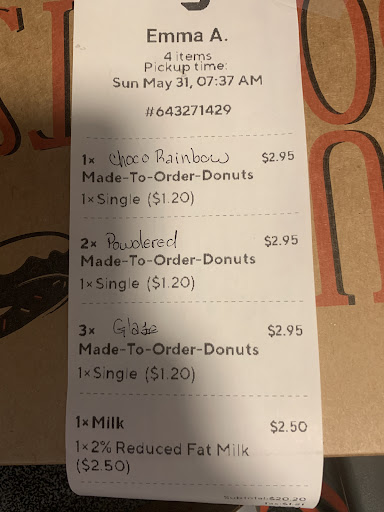 Emma A.
4 items
Pickup time:
Sun May 31, 07:37 AM
#643271429
1x Choco Rainbow $2.95
Made-To-Order-Donuts
1x Single ($1.20)
2x Powdered $2.95
Made-To-Order-Donuts
1x Single ($1.20)
3x Glaze $2.95
Made-To-Order-Donuts
1x Single ($1.20)
1x Milk $2.50
1x 2% Reduced Fat Milk
($2.50)
Subtotal: $20.20